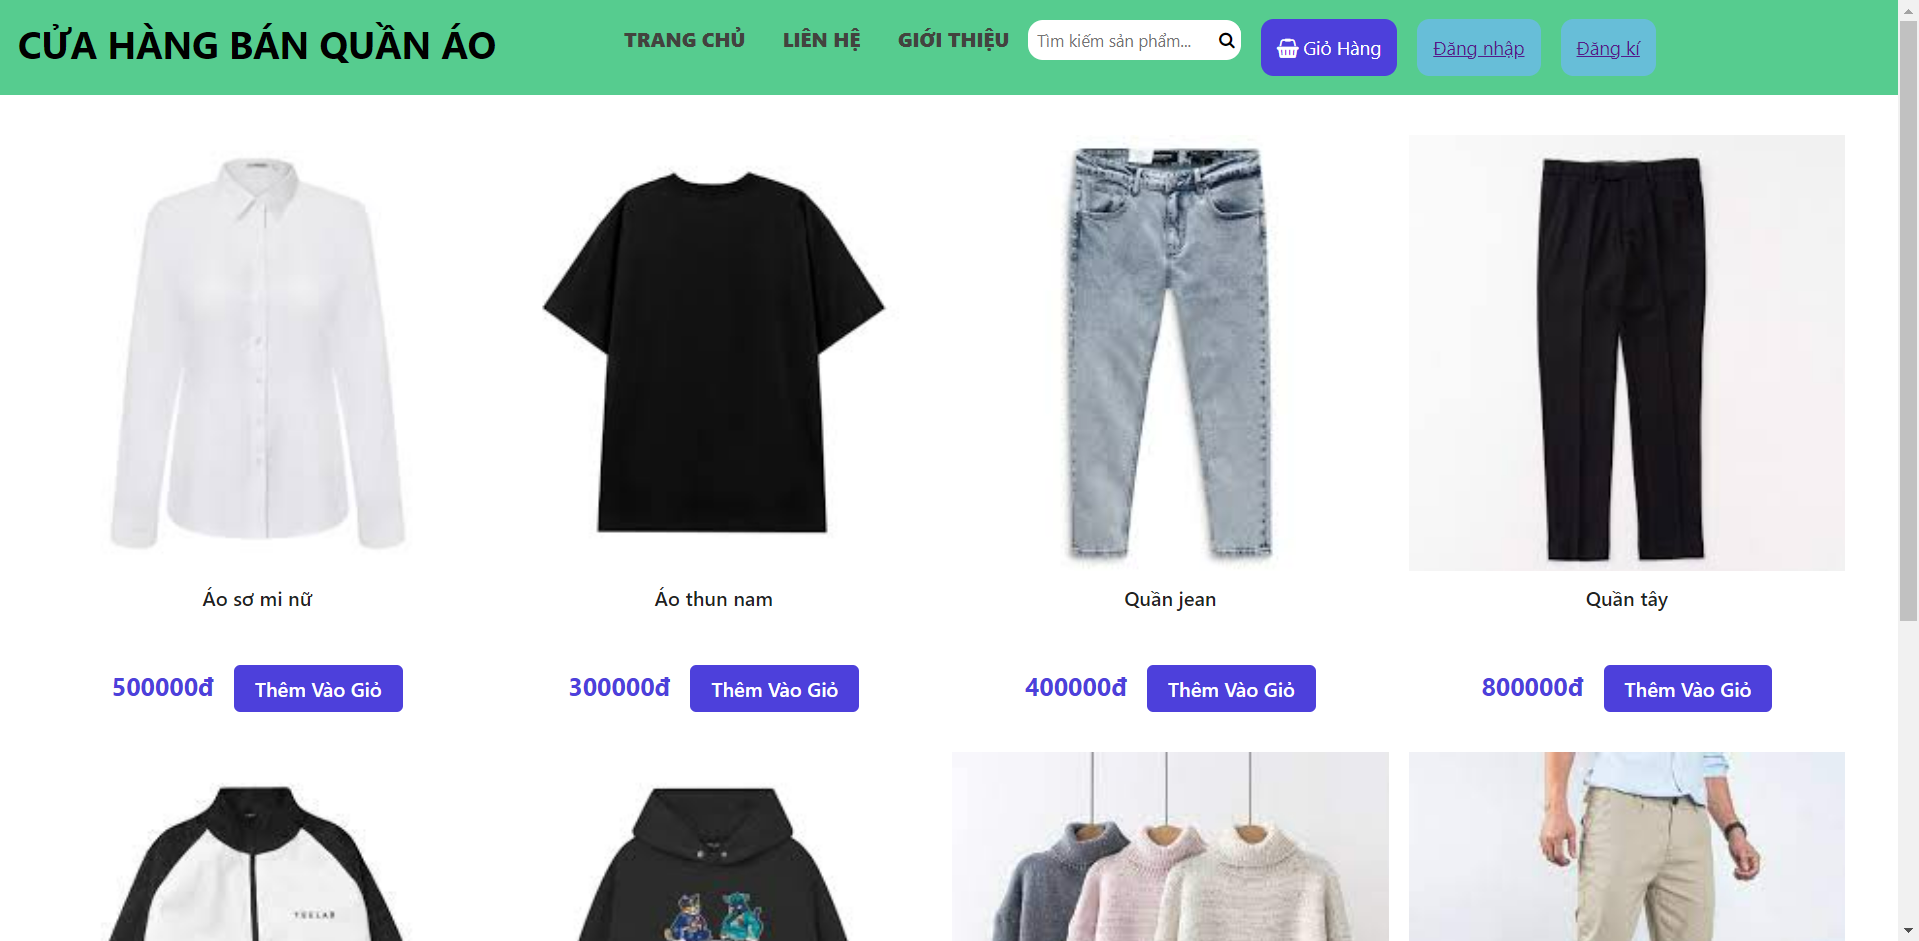 CỬA HÀNG BÁN QUẦN ÁO
TRANG CHỦ
LIÊN HỆ
GIỚI THIỆU
Tìm kiếm sản phẩm...
Giỏ Hàng
Đăng nhập
Đăng kí
Áo sơ mi nữ
Áo thun nam
Quần jean
Quần tây
500000đ
Thêm Vào Giỏ
300000đ
Thêm Vào Giỏ
400000đ
Thêm Vào Giỏ
800000đ
Thêm Vào Giỏ